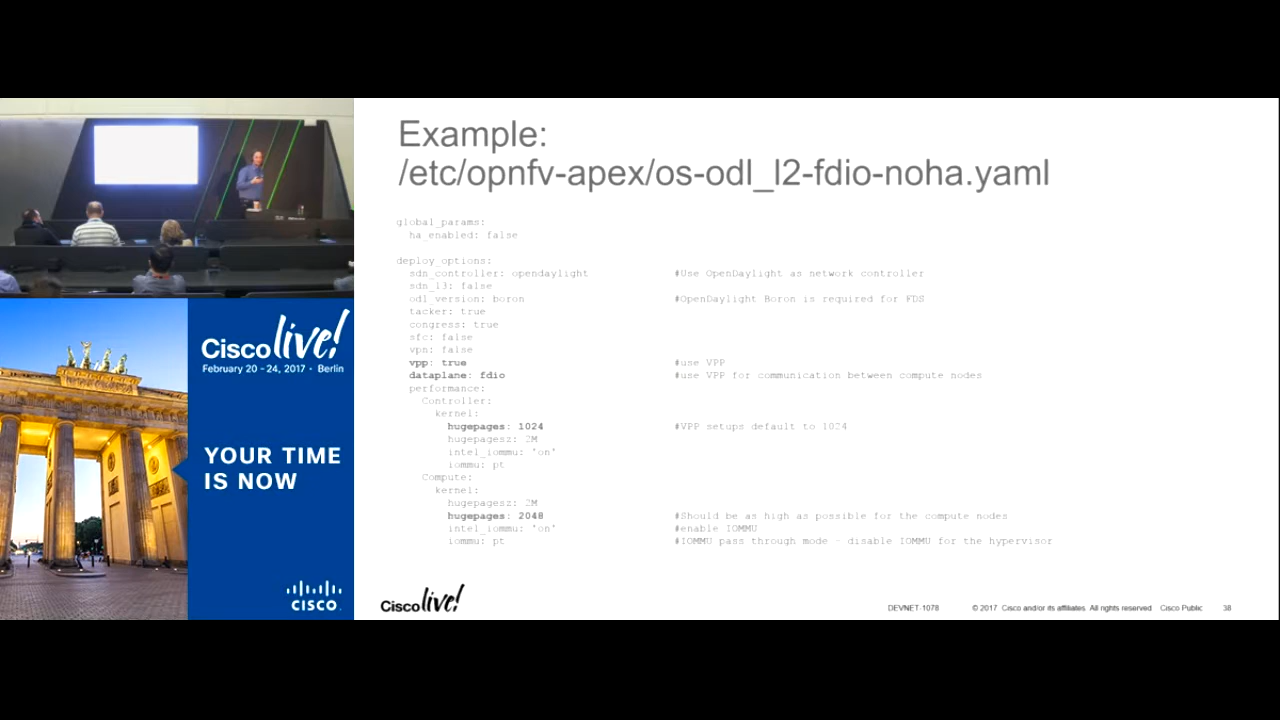 Example:
/etc/opnfv-apex/os-odl_l2-fdio-noha.yaml
global_params:
ha_enabled: false
deploy_options:
sdn_controller: opendaylight #Use OpenDaylight as network controller
sdn_l3: false
odl_version: boron #OpenDaylight Boron is required for FDS
tacker: true
congress: true
sfc: false
vpn: false
vpp: true #use VPP
dataplane: fdio #use VPP for communication between compute nodes
performance:
Controller:
kernel:
hugepages: 1024 #VPP setups default to 1024
hugepagesz: 2M
intel_iommu: 'on'
iommu: pt
Compute:
kernel:
hugepagesz: 2M
hugepages: 2048 #Should be as high as possible for the compute nodes
intel_iommu: 'on' #enable IOMMU
iommu: pt #IOMMU pass through mode - disable IOMMU for the hypervisor
Cisco live!
February 20 - 24, 2017 • Berlin
YOUR TIME
IS NOW
CISCO
Cisco live!
DEVNET-1078 © 2017 Cisco and/or its affiliates. All rights reserved Cisco Public 38